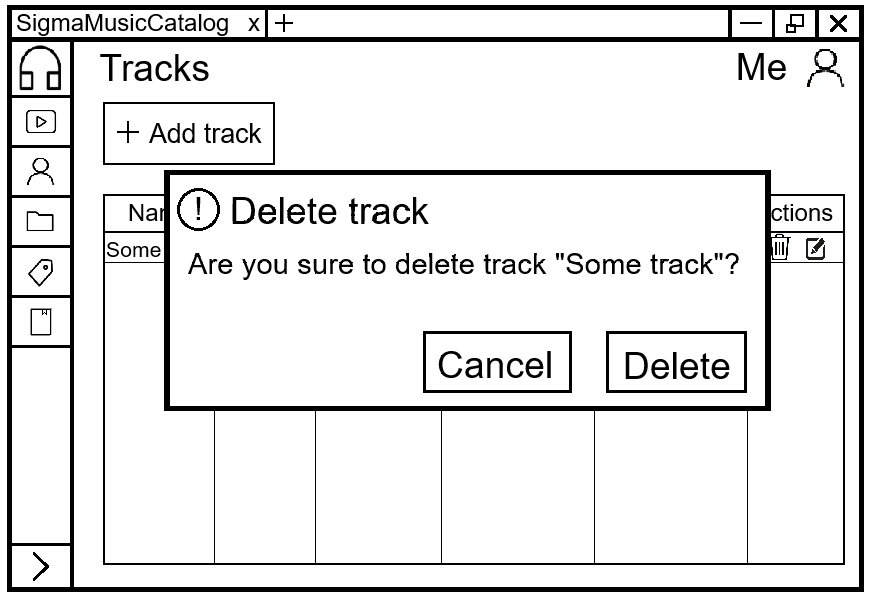 SigmaMusicCatalog x +
Tracks
Me
+ Add track
Nar
ctions
! Delete track
Some
Are you sure to delete track "Some track"?
Cancel
Delete